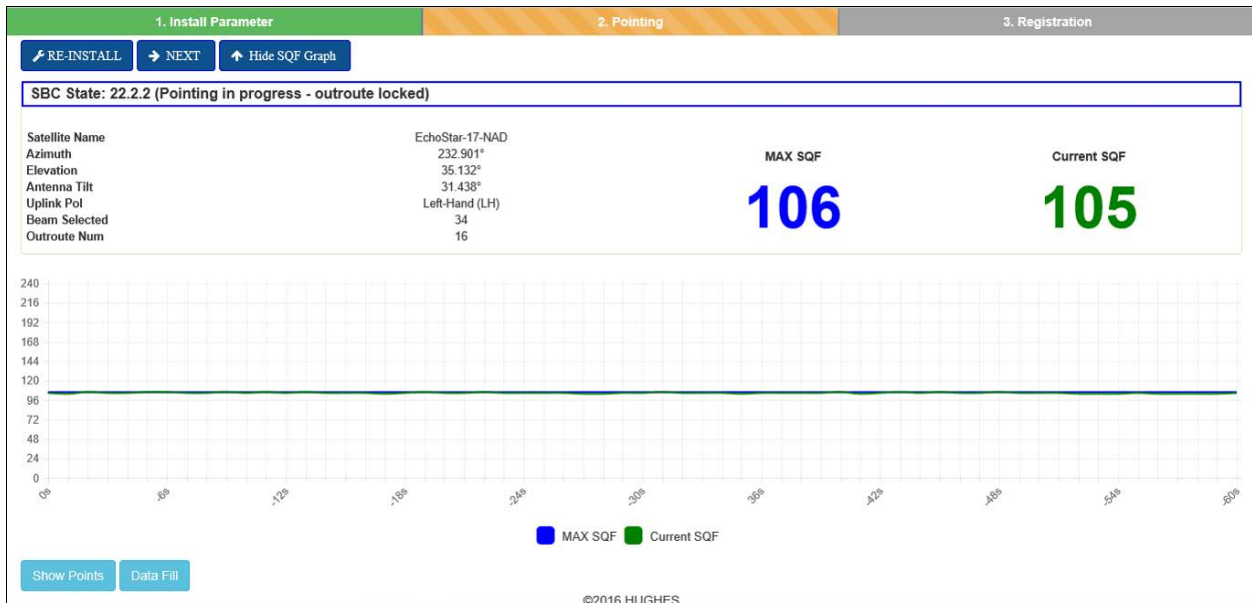 1. Install Parameter 2. Pointing 3. Registration
RE-INSTALL NEXT Hide SQF Graph
SBC State: 22.2.2 (Pointing in progress - outroute locked)
Satellite Name EchoStar-17-NAD
Azimuth 232.901°
Elevation 35.132°
Antenna Tilt 31.438°
Uplink Pol Left-Hand (LH)
Beam Selected 34
Outroute Num 16
MAX SQF
106
Current SQF
105
240
216
192
168
144
120
96
72
48
24
0
0s -6s -12s -18s -24s -30s -36s -42s -48s -54s -60s
MAX SQF Current SQF
Show Points Data Fill
©2016 HUGHES